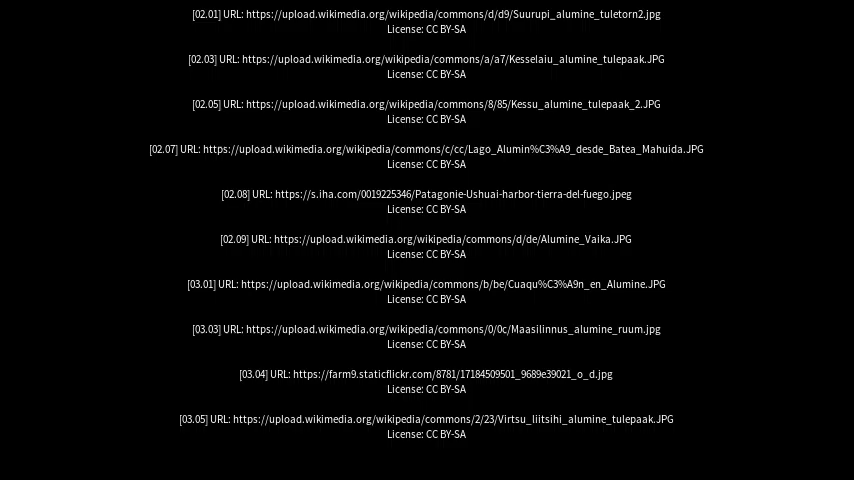 [02.01] URL: https://upload.wikimedia.org/wikipedia/commons/d/d9/Suurupi_alumine_tuletorn2.jpg
License: CC BY-SA
[02.03] URL: https://upload.wikimedia.org/wikipedia/commons/a/a7/Kesselaiu_alumine_tulepaak.JPG
License: CC BY-SA
[02.05] URL: https://upload.wikimedia.org/wikipedia/commons/8/85/Kessu_alumine_tulepaak_2.JPG
License: CC BY-SA
[02.07] URL: https://upload.wikimedia.org/wikipedia/commons/c/cc/Lago_Alumin%C3%A9_desde_Batea_Mahuida.JPG
License: CC BY-SA
[02.08] URL: https://s.iha.com/0019225346/Patagonie-Ushuai-harbor-tierra-del-fuego.jpeg
License: CC BY-SA
[02.09] URL: https://upload.wikimedia.org/wikipedia/commons/d/de/Alumine_Vaika.JPG
License: CC BY-SA
[03.01] URL: https://upload.wikimedia.org/wikipedia/commons/b/be/Cuaqu%C3%A9n_en_Alumine.JPG
License: CC BY-SA
[03.03] URL: https://upload.wikimedia.org/wikipedia/commons/0/0c/Maasilinnus_alumine_ruum.jpg
License: CC BY-SA
[03.04] URL: https://farm9.staticflickr.com/8781/17184509501_9689e39021_o_d.jpg
License: CC BY-SA
[03.05] URL: https://upload.wikimedia.org/wikipedia/commons/2/23/Virtsu_liitsihi_alumine_tulepaak.JPG
License: CC BY-SA